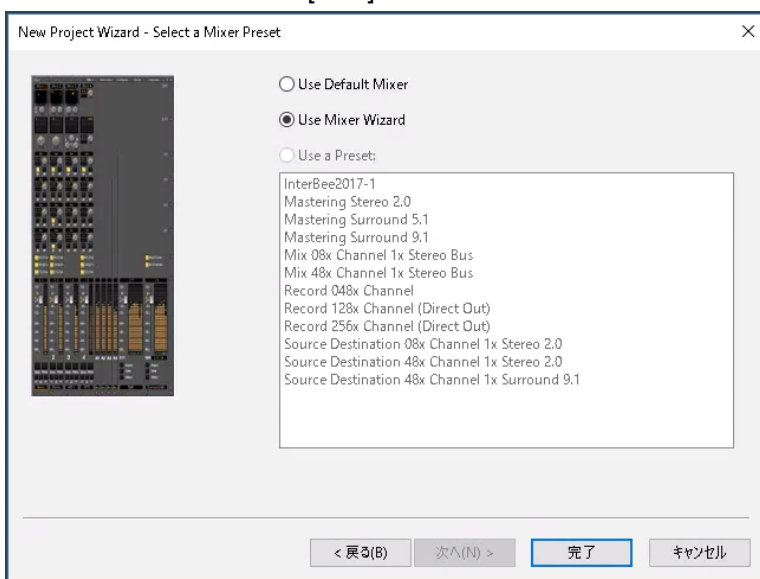 New Project Wizard - Select a Mixer Preset
Use Default Mixer
Use Mixer Wizard
Use a Preset:
InterBee2017-1
Mastering Stereo 2.0
Mastering Surround 5.1
Mastering Surround 9.1
Mix 08x Channel 1x Stereo Bus
Mix 48x Channel 1x Stereo Bus
Record 048x Channel
Record 128x Channel (Direct Out)
Record 256x Channel (Direct Out)
Source Destination 08x Channel 1x Stereo 2.0
Source Destination 48x Channel 1x Stereo 2.0
Source Destination 48x Channel 1x Surround 9.1
< 戻る(B) 次へ(N) > 完了 キャンセル